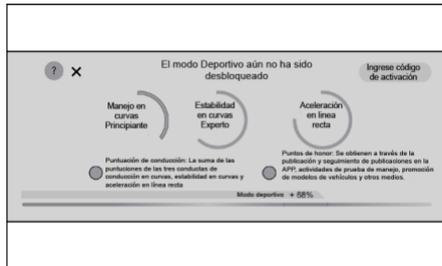 ?
X
El modo Deportivo aún no ha sido
desbloqueado
Ingrese código
de activación
Manejo en
curvas
Principiante
Estabilidad
en curvas
Experto
Aceleración
en linea
recta
Puntuación de conducción: La suma de las
puntuciones de las tres conductas de
conducción en curvas, estabilidad en curvas y
aceleración en línea recta
Puntos de honor: Se obtienen a través de la
publicación y seguimiento de publicaciones en la
APP, actividades de prueba de manejo, promoción
de modelos de vehículos y otros medios.
Modo deportivo + 68%